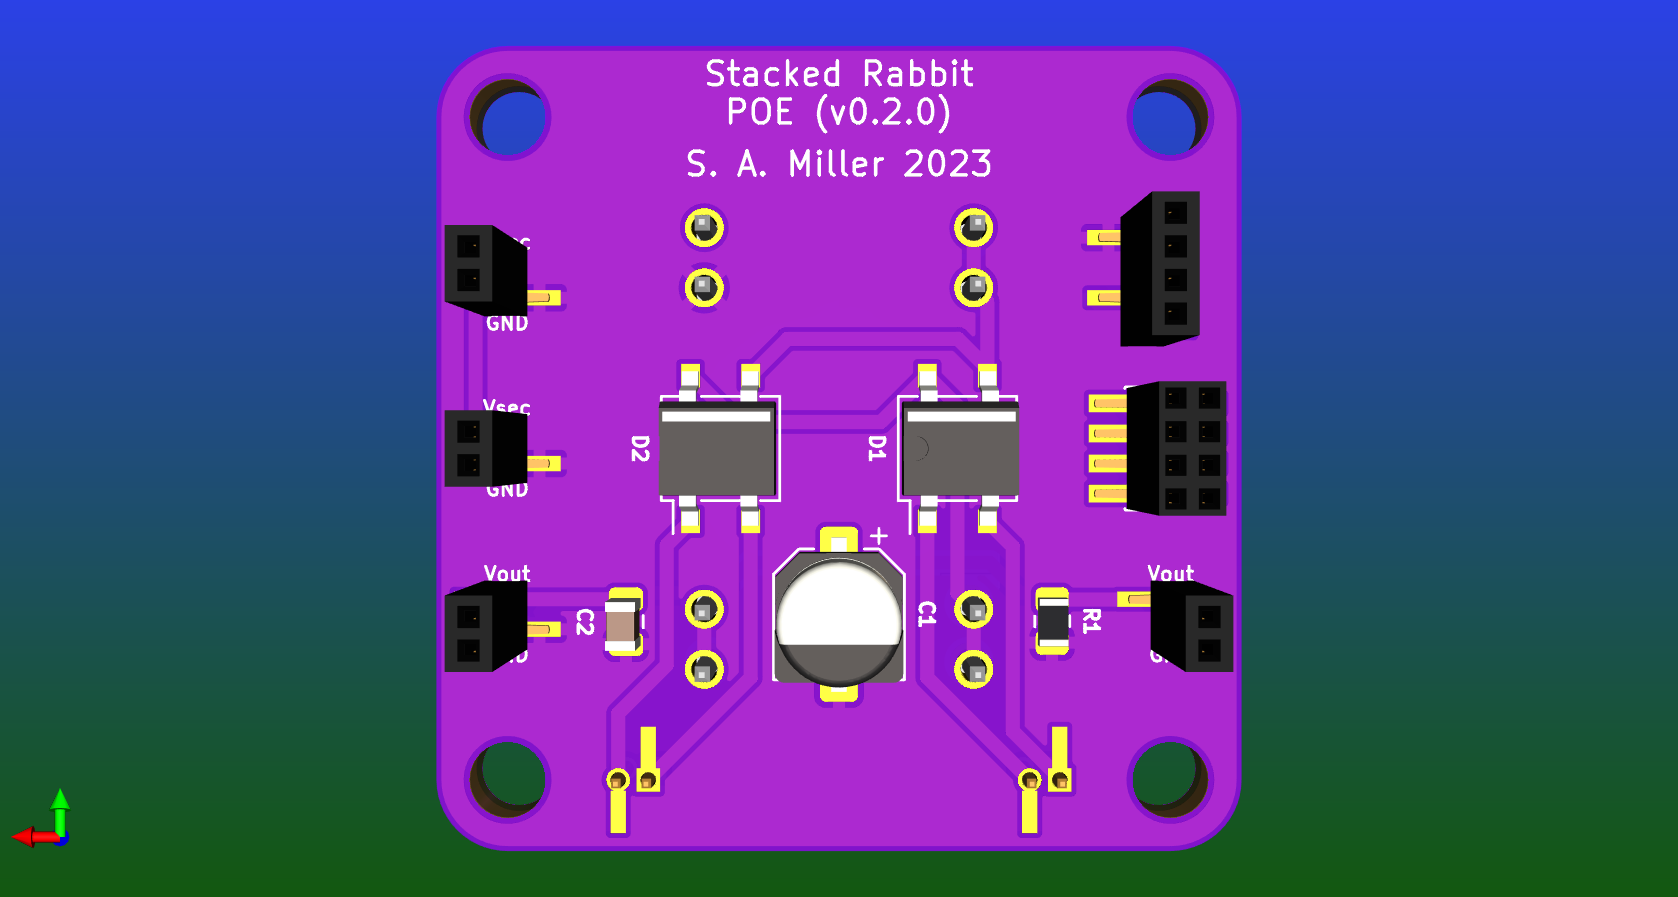 Stacked Rabbit
POE (v0.2.0)
S. A. Miller 2023
GND
Vsec
GND
D2
D1
+
Vout
Vout
C2
C1
R1